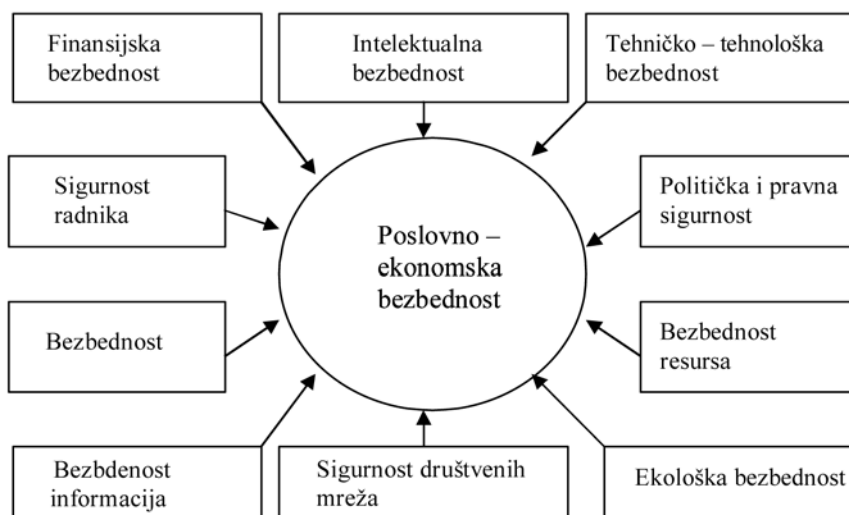 Finansijska
bezbednost
Intelektualna
bezbednost
Tehničko – tehnološka
bezbednost
Sigurnost
radnika
Poslovno –
ekonomska
bezbednost
Politička i pravna
sigurnost
Bezbednost
Bezbednost
resursa
Bezbdenost
informacija
Sigurnost društvenih
mreža
Ekološka bezbednost